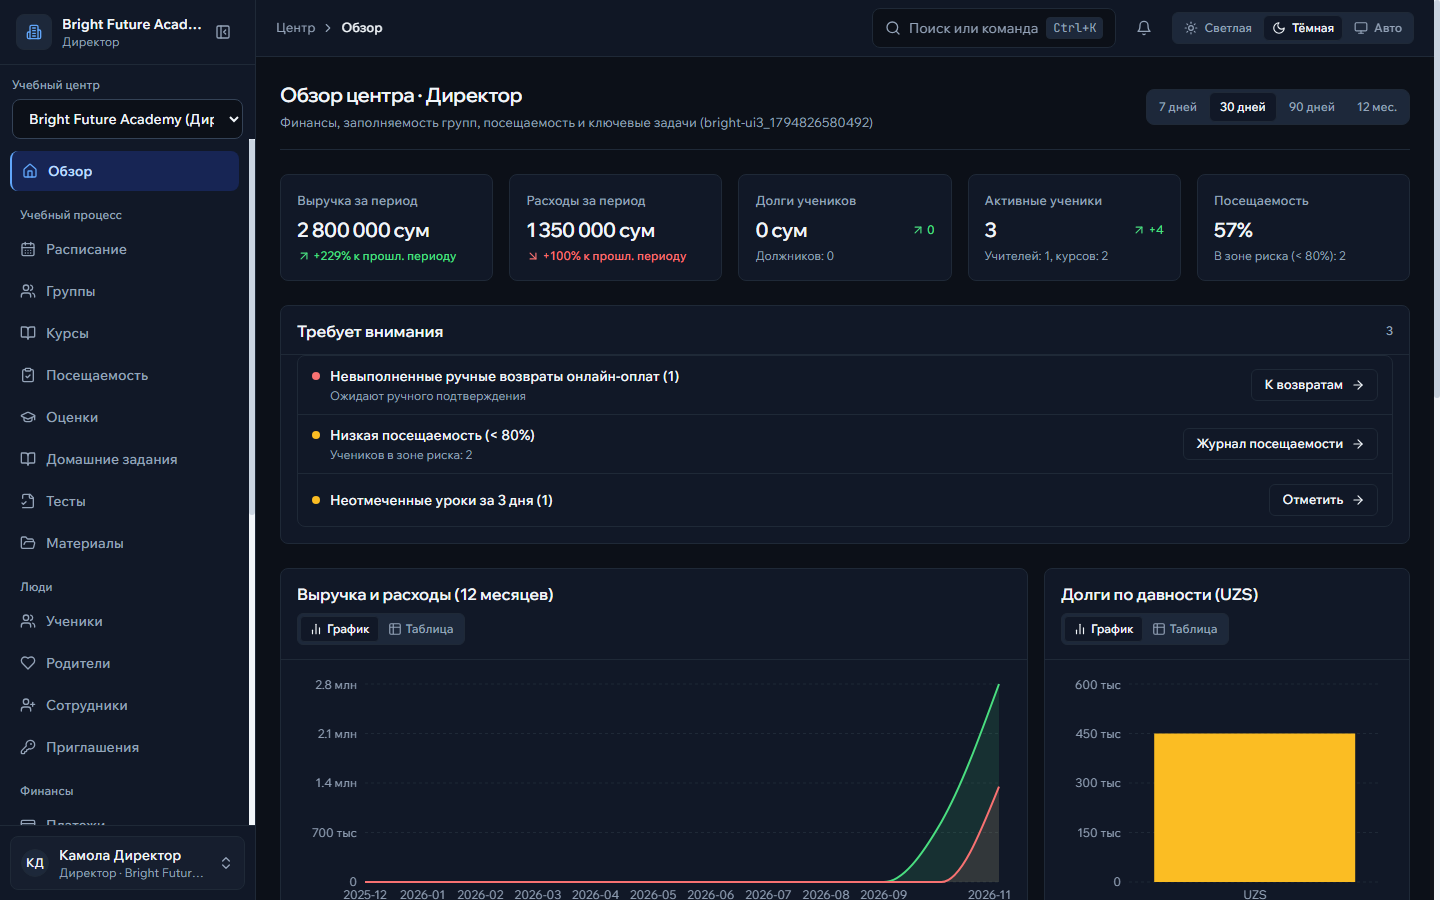 Bright Future Acad...
Директор
Учебный центр
Bright Future Academy (Дир
Обзор
Учебный процесс
Расписание
Группы
Курсы
Посещаемость
Оценки
Домашние задания
Тесты
Материалы
Люди
Ученики
Родители
Сотрудники
Приглашения
Финансы
Платежи
КД
Камола Директор
Директор · Bright Futur...
Центр > Обзор
Поиск или команда Ctrl+K
Светлая Тёмная Авто
Обзор центра · Директор
Финансы, заполняемость групп, посещаемость и ключевые задачи (bright-ui3_1794826580492)
7 дней 30 дней 90 дней 12 мес.
Выручка за период
2 800 000 сум
+229% к прошл. периоду
Расходы за период
1 350 000 сум
+100% к прошл. периоду
Долги учеников
0 сум
0
Должников: 0
Активные ученики
3
+4
Учителей: 1, курсов: 2
Посещаемость
57%
В зоне риска (< 80%): 2
Требует внимания 3
Невыполненные ручные возвраты онлайн-оплат (1)
Ожидают ручного подтверждения
К возвратам
Низкая посещаемость (< 80%)
Учеников в зоне риска: 2
Журнал посещаемости
Неотмеченные уроки за 3 дня (1)
Отметить
Выручка и расходы (12 месяцев)
График Таблица
2.8 млн
2.1 млн
1.4 млн
700 тыс
0
2025-12 2026-01 2026-02 2026-03 2026-04 2026-05 2026-06 2026-07 2026-08 2026-09 2026-11
Долги по давности (UZS)
График Таблица
600 тыс
450 тыс
300 тыс
150 тыс
0
UZS